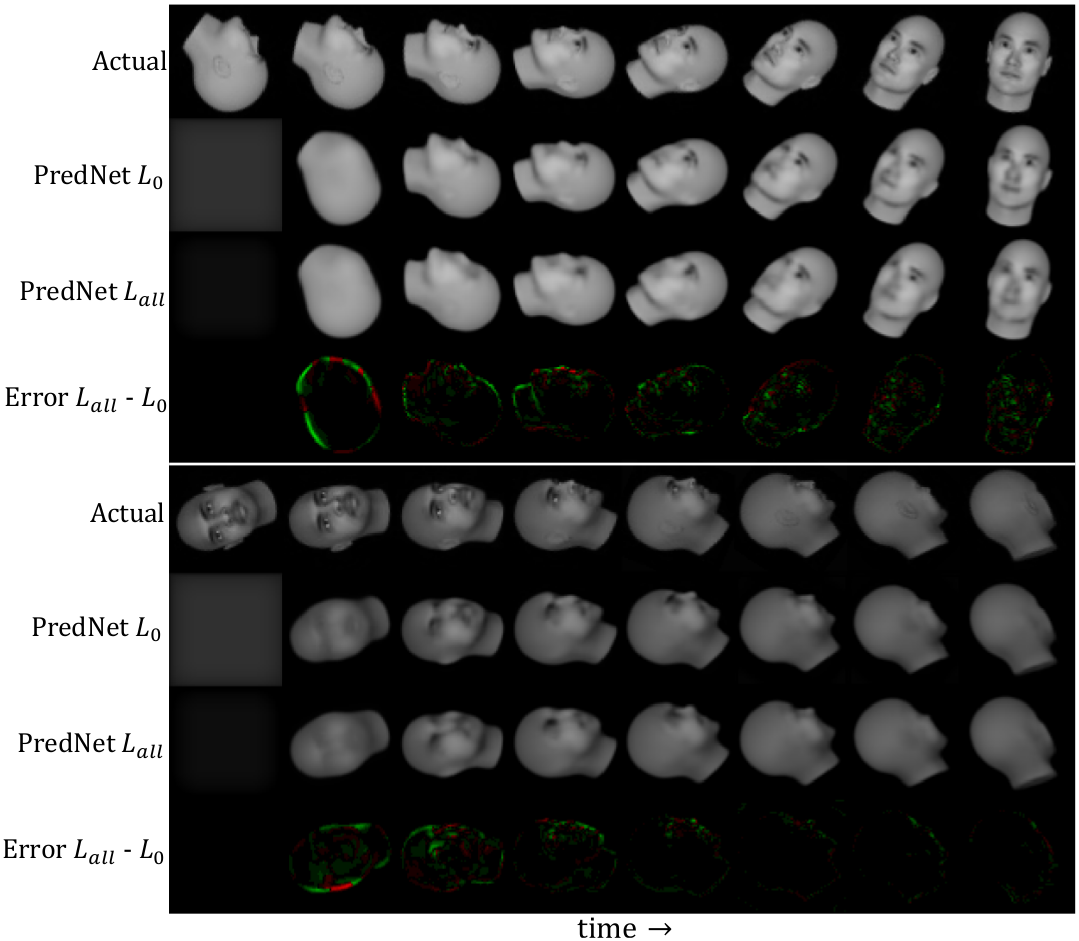 Actual
PredNet L₀
PredNet Lₐₗₗ
Error Lₐₗₗ - L₀
Actual
PredNet L₀
PredNet Lₐₗₗ
Error Lₐₗₗ - L₀
time →